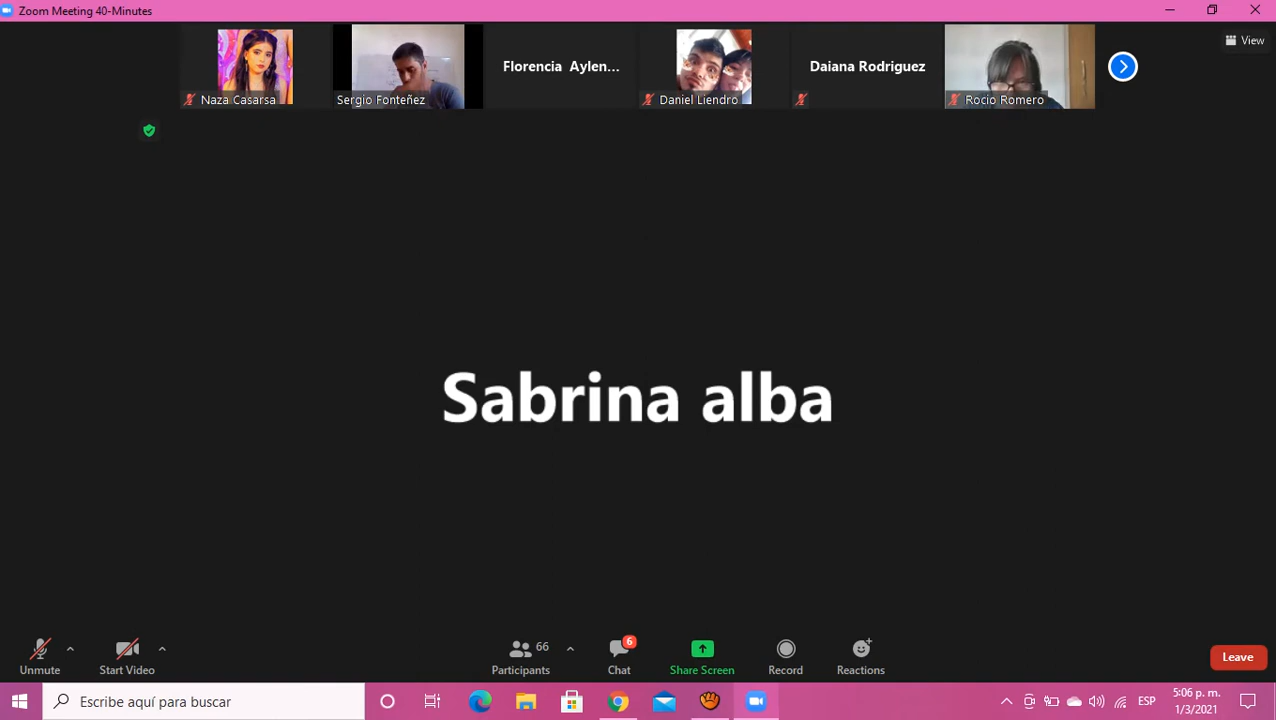 Zoom Meeting 40-Minutes
View
Naza Casarsa
Sergio Fonteñez
Florencia Aylen...
Daniel Liendro
Daiana Rodriguez
Rocio Romero
Sabrina alba
Unmute
Start Video
66
Participants
6
Chat
Share Screen
Record
Reactions
Leave
Escribe aquí para buscar
ESP
5:06 p. m.
1/3/2021